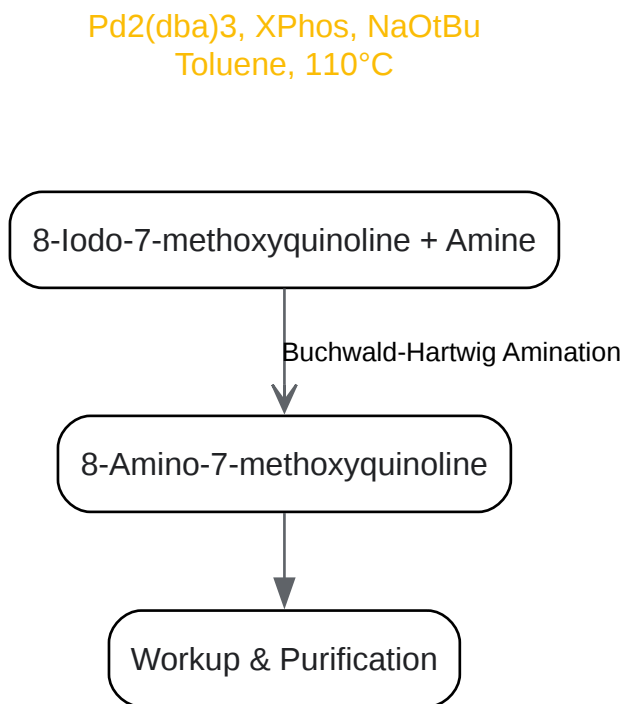 Pd2(dba)3, XPhos, NaOtBu
Toluene, 110°C
8-Iodo-7-methoxyquinoline + Amine
Buchwald-Hartwig Amination
8-Amino-7-methoxyquinoline
Workup & Purification